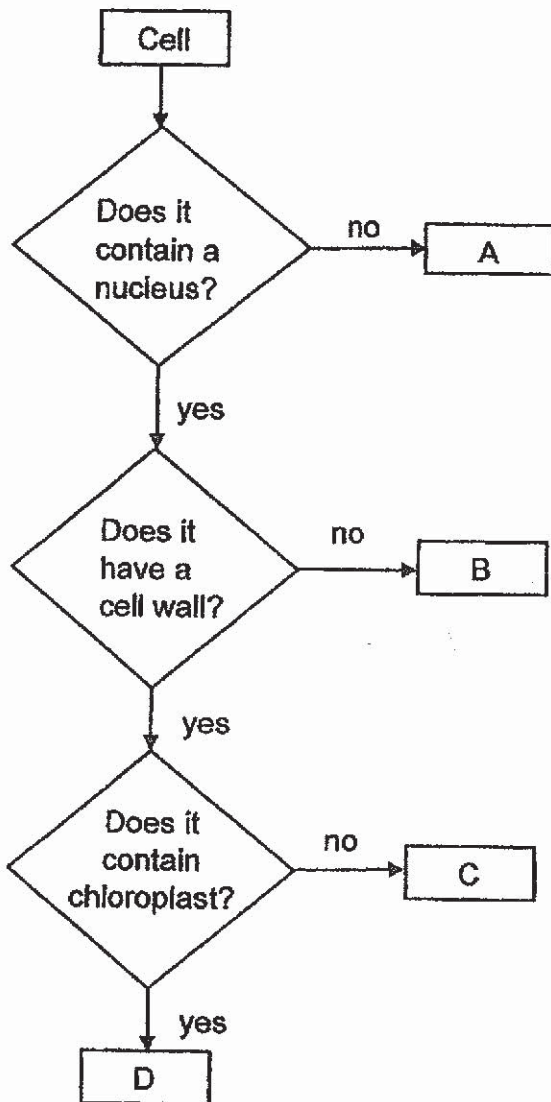 Cell
Does it
contain a
nucleus?
no
A
yes
Does it
have a
cell wall?
no
B
yes
Does it
contain
chloroplast?
no
C
yes
D